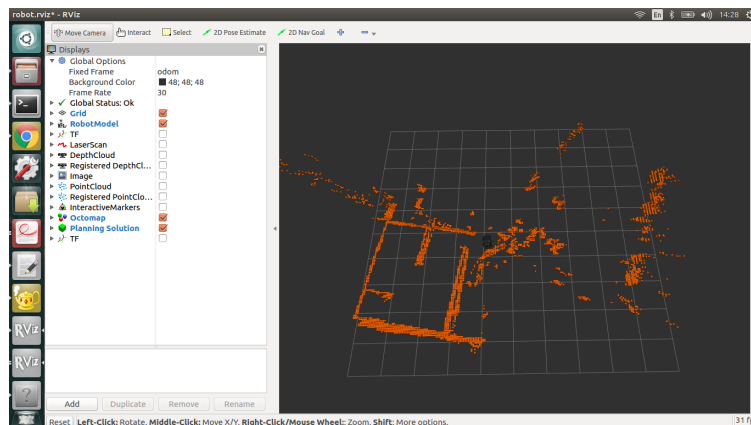 robot.rviz* - RViz
En
14:28
Move Camera
Interact
Select
2D Pose Estimate
2D Nav Goal
Displays
Global Options
Fixed Frame odom
Background Color 48; 48; 48
Frame Rate 30
Global Status: Ok
Grid
RobotModel
TF
LaserScan
DepthCloud
Registered DepthCl...
Image
PointCloud
Registered PointClo...
InteractiveMarkers
Octomap
Planning Solution
TF
RViz
RViz
?
Add Duplicate Remove Rename
Reset Left-Click: Rotate. Middle-Click: Move X/Y. Right-Click/Mouse Wheel:: Zoom. Shift: More options.
31 f